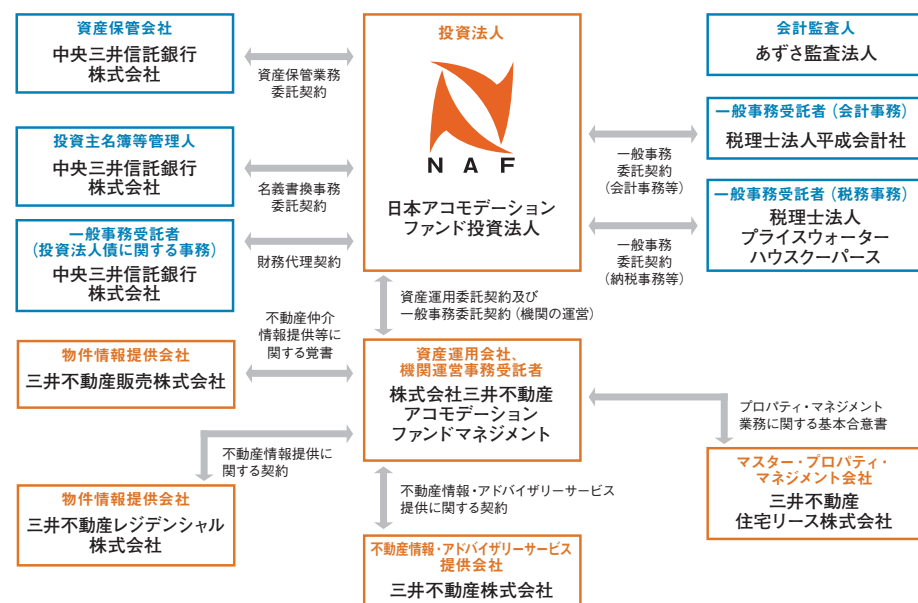 資産保管会社
中央三井信託銀行
株式会社
資産保管業務
委託契約
投資主名簿等管理人
中央三井信託銀行
株式会社
名義書換事務
委託契約
一般事務受託者
(投資法人債に関する事務)
中央三井信託銀行
株式会社
財務代理契約
投資法人
NAF
日本アコモデーション
ファンド投資法人
会計監査人
あずさ監査法人
一般事務受託者(会計事務)
税理士法人平成会計社
一般事務
委託契約
(会計事務等)
一般事務受託者(税務事務)
税理士法人
プライスウォーター
ハウスクーパース
一般事務
委託契約
(納税事務等)
資産運用委託契約及び
一般事務委託契約(機関の運営)
不動産仲介
情報提供等に
関する覚書
物件情報提供会社
三井不動産販売株式会社
資産運用会社、
機関運営事務受託者
株式会社三井不動産
アコモデーション
ファンドマネジメント
プロパティ・マネジメント
業務に関する基本合意書
不動産情報提供に
関する契約
マスター・プロパティ・
マネジメント会社
三井不動産
住宅リース株式会社
物件情報提供会社
三井不動産レジデンシャル
株式会社
不動産情報・アドバイザリーサービス
提供に関する契約
不動産情報・アドバイザリーサービス
提供会社
三井不動産株式会社